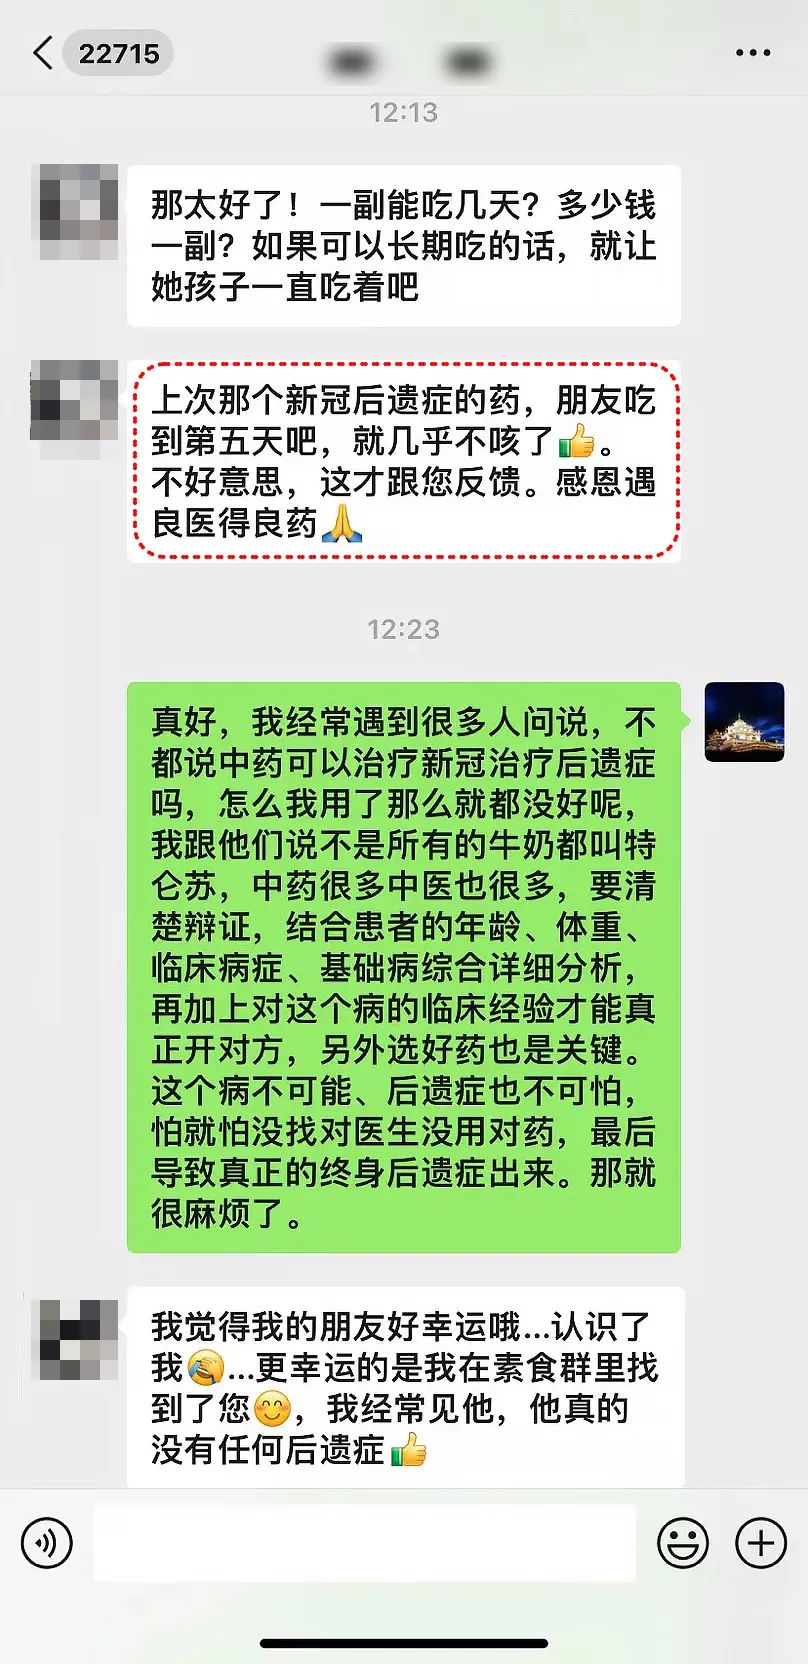 22715
12:13
那太好了！一副能吃几天？多少钱
一副？如果可以长期吃的话，就让
她孩子一直吃着吧
上次那个新冠后遗症的药，朋友吃
到第五天吧，就几乎不咳了👍。
不好意思，这才跟您反馈。感恩遇
良医得良药🙏
12:23
真好，我经常遇到很多人问说，不
都说中药可以治疗新冠治疗后遗症
吗，怎么我用了那么就都没好呢，
我跟他们说不是所有的牛奶都叫特
仑苏，中药很多中医也很多，要清
楚辩证，结合患者的年龄、体重、
临床病症、基础病综合详细分析，
再加上对这个病的临床经验才能真
正开对方，另外选好药也是关键。
这个病不可能、后遗症也不可怕，
怕就怕没找对医生没用对药，最后
导致真正的终身后遗症出来。那就
很麻烦了。
我觉得我的朋友好幸运哦...认识了
我🤦...更幸运的是我在素食群里找
到了您😊，我经常见他，他真的
没有任何后遗症👍